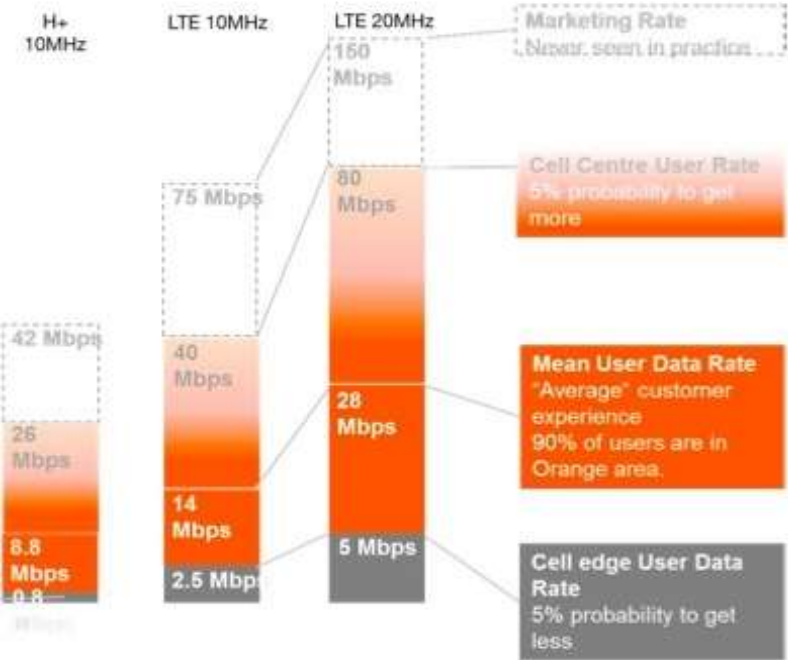 H+
10MHz
LTE 10MHz
LTE 20MHz
150
Mbps
Marketing Rate
Never seen in practice
75 Mbps
80
Mbps
Cell Centre User Rate
5% probability to get
more
42 Mbps
40
Mbps
26
Mbps
28
Mbps
Mean User Data Rate
"Average" customer
experience
90% of users are in
Orange area.
14
Mbps
8.8
Mbps
0.8
2.5 Mbps
5 Mbps
Cell edge User Data
Rate
5% probability to get
less